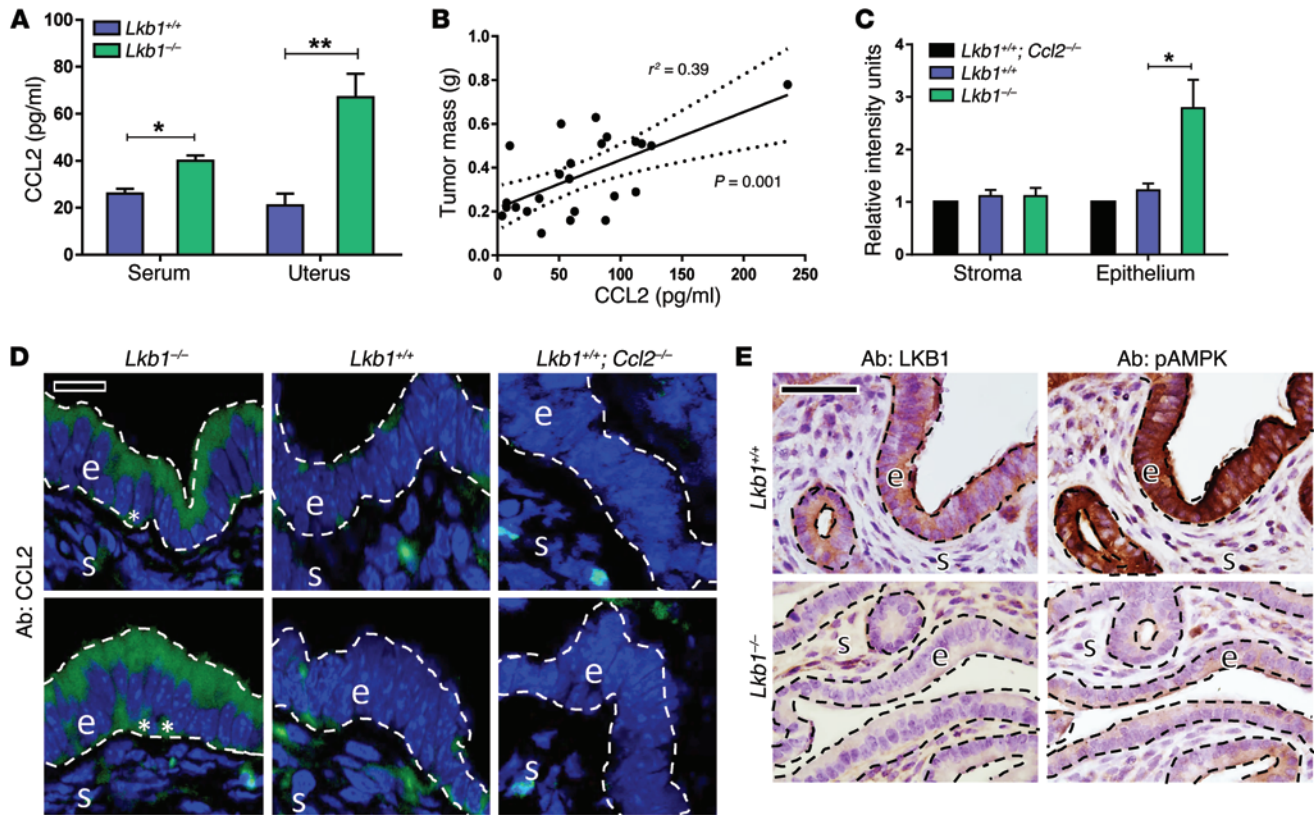 A
Lkb1+/+
Lkb1–/–
CCL2 (pg/ml)
100
80
60
40
20
0
*
**
Serum
Uterus
B
Tumor mass (g)
1.0
0.8
0.6
0.4
0.2
0.0
r² = 0.39
P = 0.001
0
50
100
150
200
250
CCL2 (pg/ml)
C
Lkb1+/+; Ccl2–/–
Lkb1+/+
Lkb1–/–
Relative intensity units
4
3
2
1
0
*
Stroma
Epithelium
D
Lkb1–/–
Lkb1+/+
Lkb1+/+; Ccl2–/–
Ab: CCL2
e
*
s
e
s
e
s
e
* *
s
e
s
e
s
E
Ab: LKB1
Ab: pAMPK
Lkb1+/+
e
s
e
s
Lkb1–/–
s
e
s
e